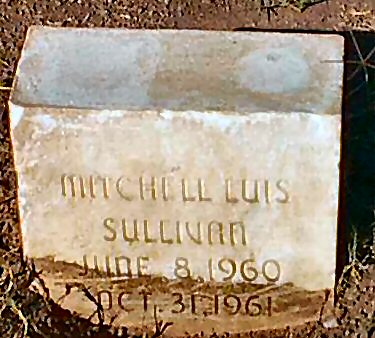 MITCHELL LUIS
SULLIVAN
JUNE 8, 1960
OCT 31, 1961